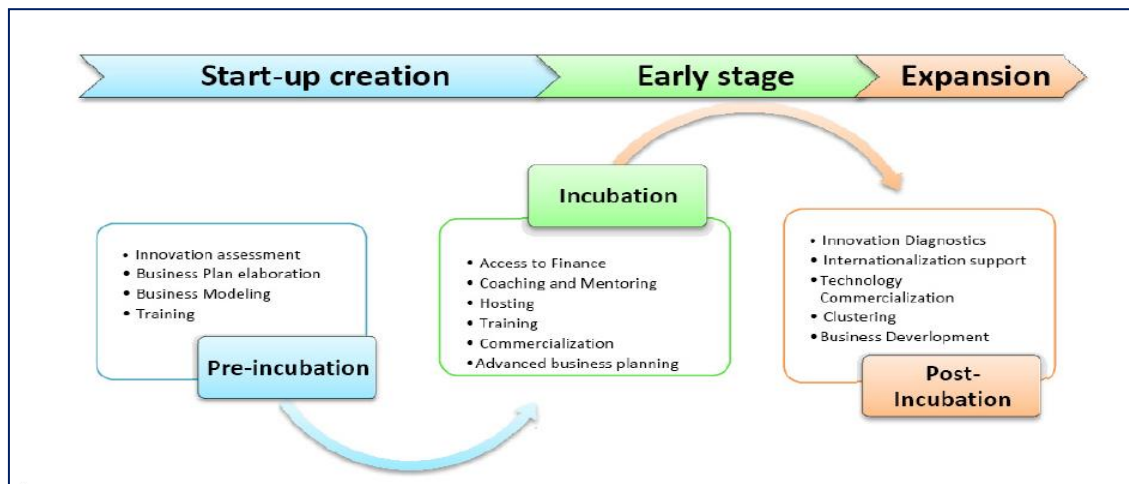 Start-up creation
Early stage
Expansion
Incubation
• Innovation assessment
• Business Plan elaboration
• Business Modeling
• Training
Pre-incubation
• Access to Finance
• Coaching and Mentoring
• Hosting
• Training
• Commercialization
• Advanced business planning
• Innovation Diagnostics
• Internationalization support
• Technology
Commercialization
• Clustering
• Business Development
Post-
Incubation